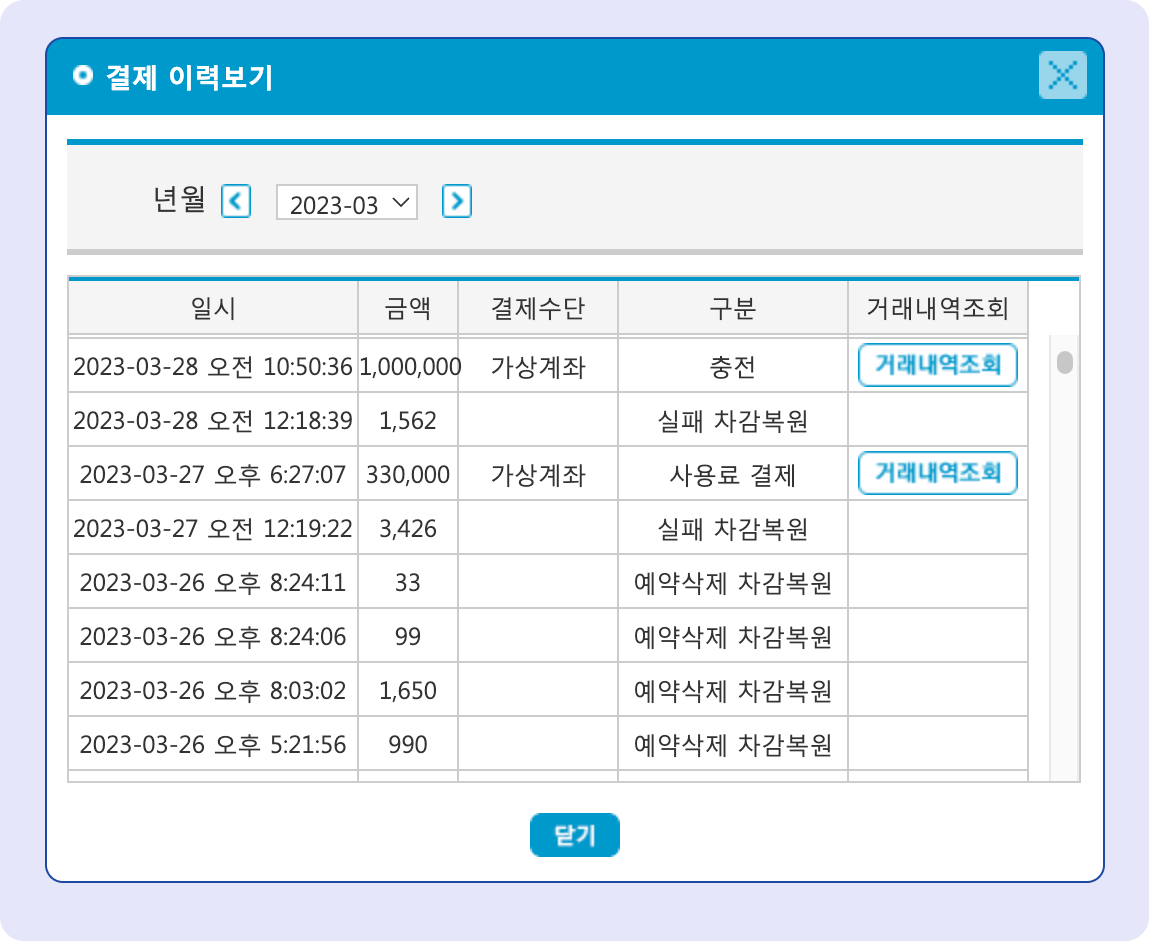 결제 이력보기
년월 2023-03
일시 금액 결제수단 구분 거래내역조회
2023-03-28 오전 10:50:36 1,000,000 가상계좌 충전 거래내역조회
2023-03-28 오전 12:18:39 1,562 실패 차감복원
2023-03-27 오후 6:27:07 330,000 가상계좌 사용료 결제 거래내역조회
2023-03-27 오전 12:19:22 3,426 실패 차감복원
2023-03-26 오후 8:24:11 33 예약삭제 차감복원
2023-03-26 오후 8:24:06 99 예약삭제 차감복원
2023-03-26 오후 8:03:02 1,650 예약삭제 차감복원
2023-03-26 오후 5:21:56 990 예약삭제 차감복원
닫기